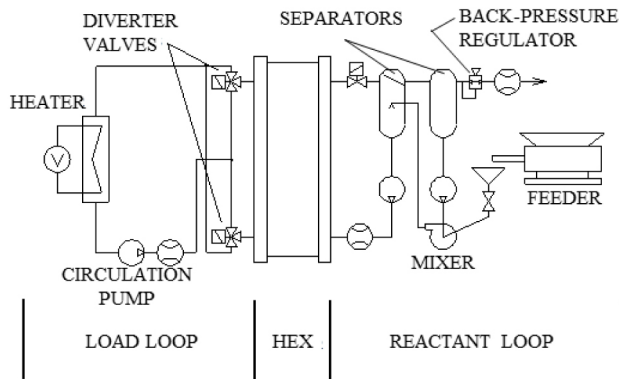 DIVERTER
VALVES
SEPARATORS
BACK-PRESSURE
REGULATOR
HEATER
V
FEEDER
MIXER
CIRCULATION
PUMP
LOAD LOOP
HEX
REACTANT LOOP